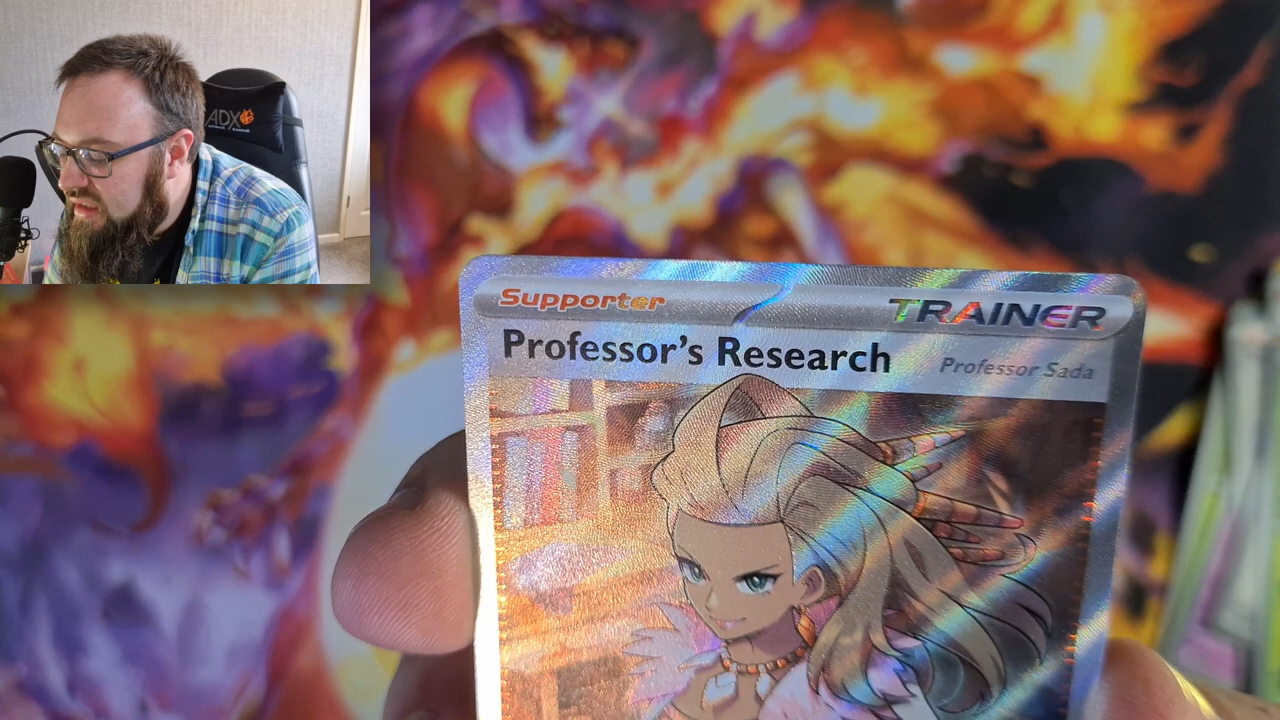 ADX
Supporter
TRAINER
Professor's Research
Professor Sada